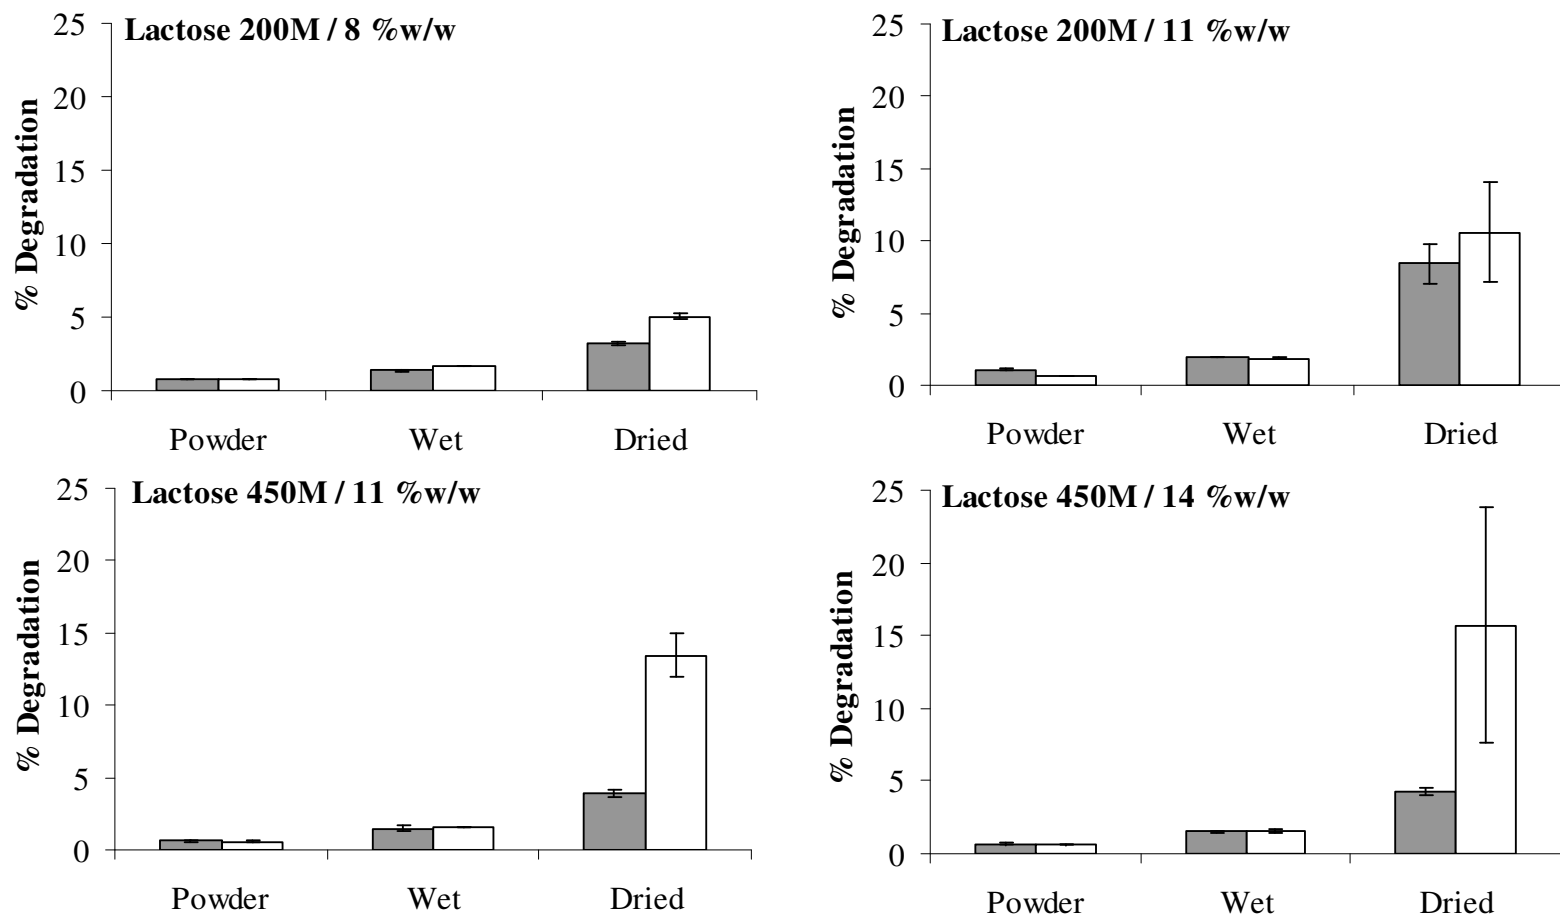 Lactose 200M / 8 %w/w
% Degradation
25
20
15
10
5
0
Powder Wet Dried
Lactose 200M / 11 %w/w
% Degradation
25
20
15
10
5
0
Powder Wet Dried
Lactose 450M / 11 %w/w
% Degradation
25
20
15
10
5
0
Powder Wet Dried
Lactose 450M / 14 %w/w
% Degradation
25
20
15
10
5
0
Powder Wet Dried